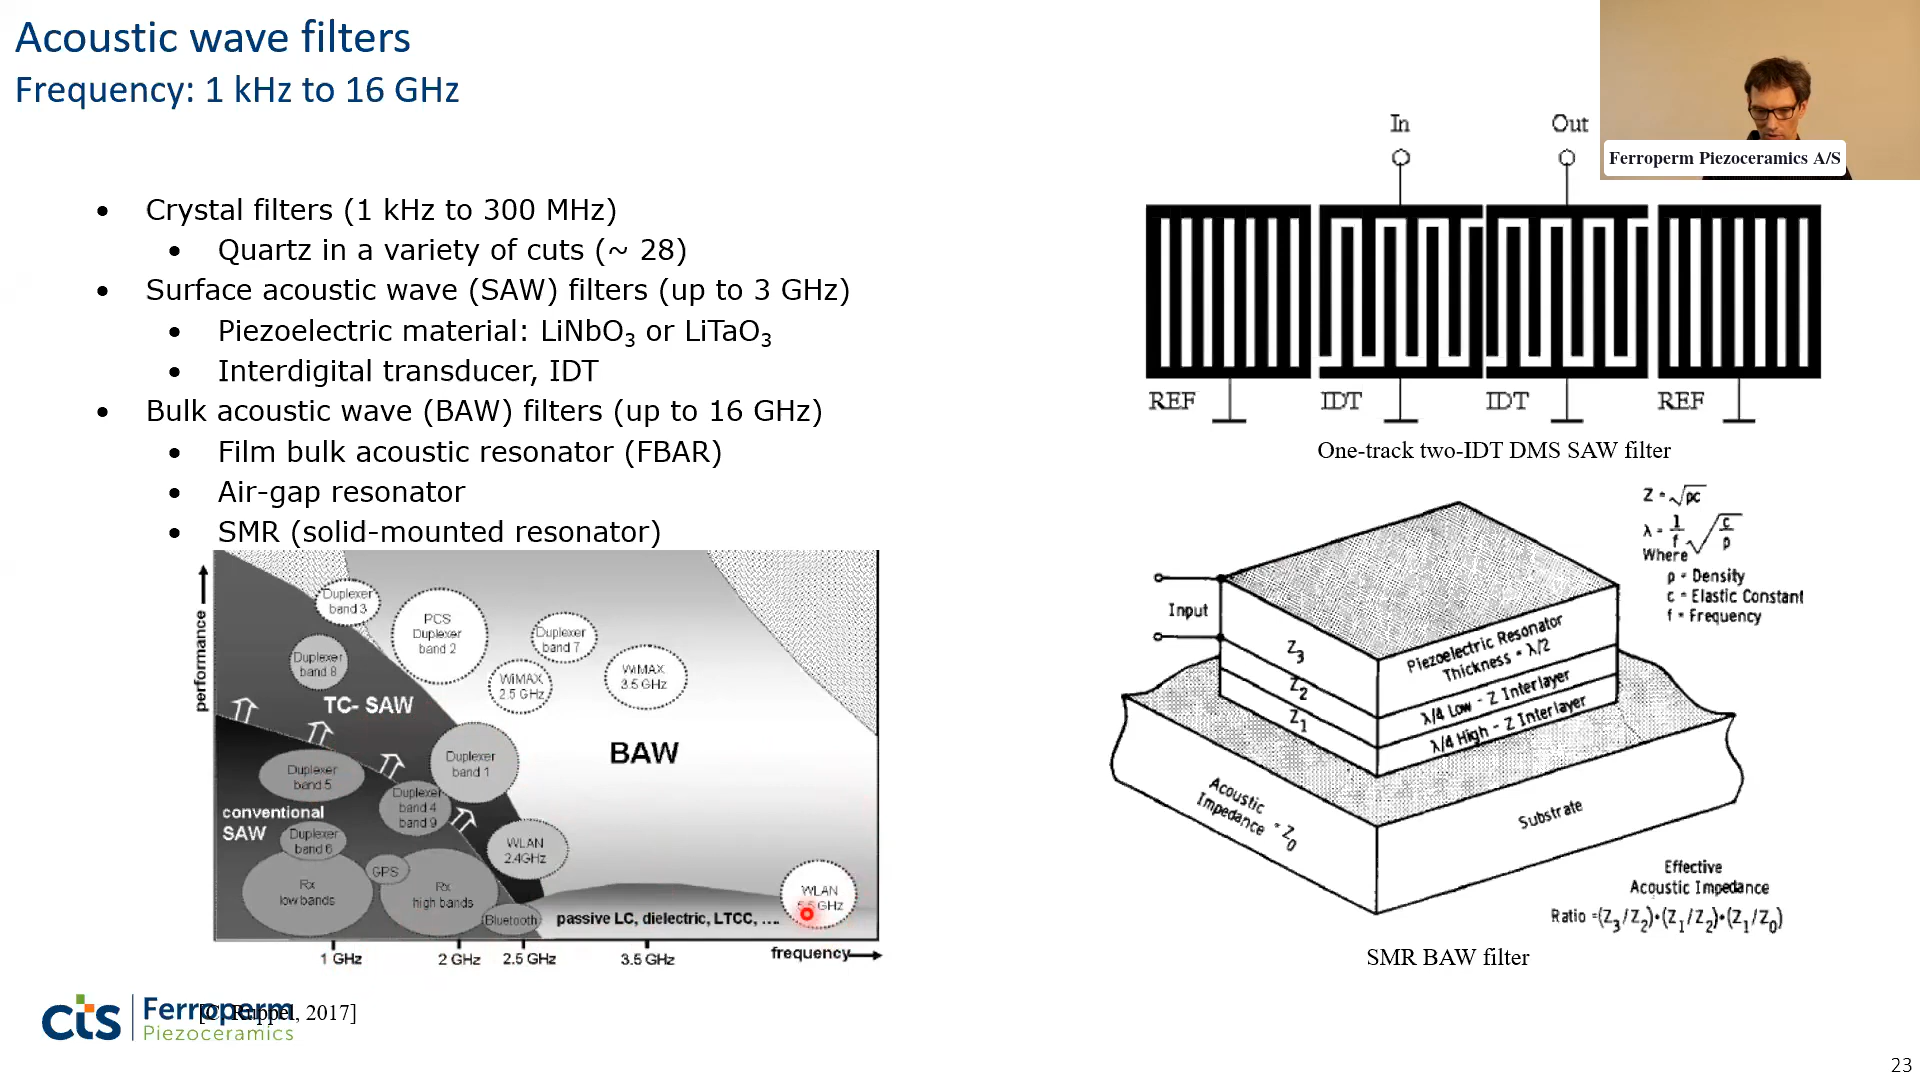 Acoustic wave filters
Frequency: 1 kHz to 16 GHz
• Crystal filters (1 kHz to 300 MHz)
• Quartz in a variety of cuts (~ 28)
• Surface acoustic wave (SAW) filters (up to 3 GHz)
• Piezoelectric material: LiNbO₃ or LiTaO₃
• Interdigital transducer, IDT
• Bulk acoustic wave (BAW) filters (up to 16 GHz)
• Film bulk acoustic resonator (FBAR)
• Air-gap resonator
• SMR (solid-mounted resonator)
performance
Duplexer
band 3
PCS
Duplexer
band 2
Duplexer
band 7
Duplexer
band 8
WiMAX
2.5 GHz
WiMAX
3.5 GHz
TC- SAW
BAW
Duplexer
band 1
Duplexer
band 5
Duplexer
band 4
band 9
conventional
SAW
Duplexer
band 6
WLAN
2.4GHz
GPS
Rx
low bands
Rx
high bands
Bluetooth
passive LC, dielectric, LTCC, ....
WLAN
GHz
1 GHz
2 GHz
2.5 GHz
3.5 GHz
frequency
cts
Ferroperm
Piezoceramics
[C. Ruppel, 2017]
Ferroperm Piezoceramics A/S
In
Out
REF
IDT
IDT
REF
One-track two-IDT DMS SAW filter
Z = √ρc
λ = 1/f √c/ρ
Where
ρ = Density
c = Elastic Constant
f = Frequency
Input
Z₃
Z₂
Z₁
Piezoelectric Resonator
Thickness = λ/2
λ/4 Low - Z Interlayer
λ/4 High - Z Interlayer
Acoustic
Impedance = Z₀
Substrate
Effective
Acoustic Impedance
Ratio =(Z₃/Z₂)•(Z₁/Z₂)•(Z₁/Z₀)
SMR BAW filter
23